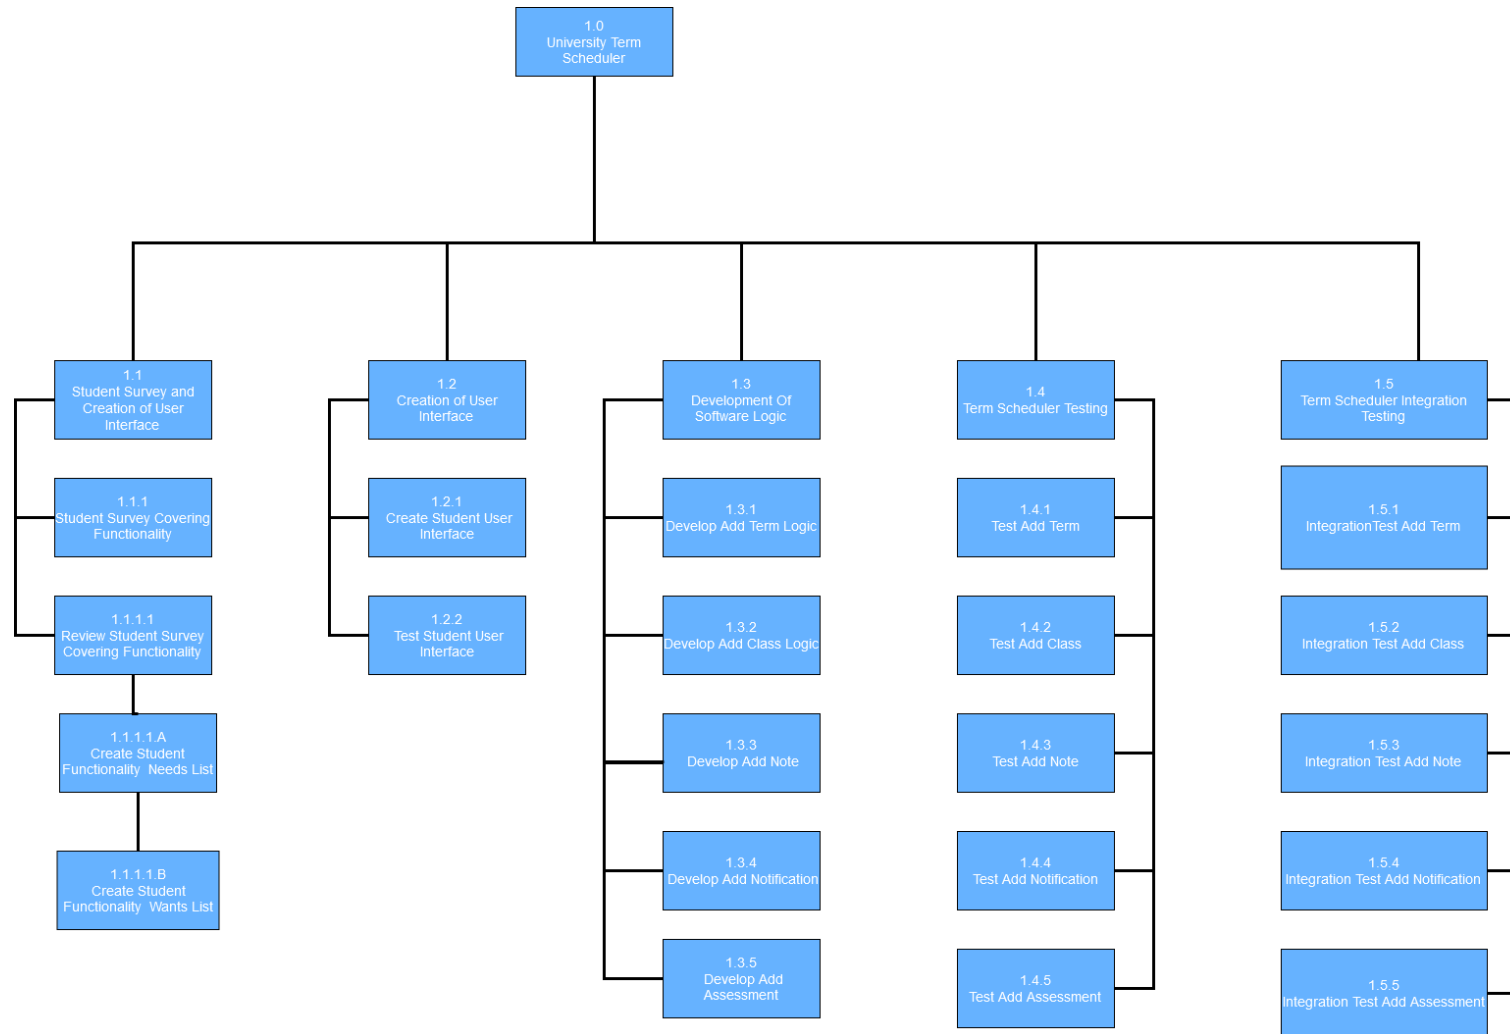 1.0
University Term
Scheduler
1.1
Student Survey and
Creation of User
Interface
1.1.1
Student Survey Covering
Functionality
1.1.1.1
Review Student Survey
Covering Functionality
1.1.1.1.A
Create Student
Functionality Needs List
1.1.1.1.B
Create Student
Functionality Wants List
1.2
Creation of User
Interface
1.2.1
Create Student User
Interface
1.2.2
Test Student User
Interface
1.3
Development Of
Software Logic
1.3.1
Develop Add Term Logic
1.3.2
Develop Add Class Logic
1.3.3
Develop Add Note
1.3.4
Develop Add Notification
1.3.5
Develop Add
Assessment
1.4
Term Scheduler Testing
1.4.1
Test Add Term
1.4.2
Test Add Class
1.4.3
Test Add Note
1.4.4
Test Add Notification
1.4.5
Test Add Assessment
1.5
Term Scheduler Integration
Testing
1.5.1
IntegrationTest Add Term
1.5.2
Integration Test Add Class
1.5.3
Integration Test Add Note
1.5.4
Integration Test Add Notification
1.5.5
Integration Test Add Assessment